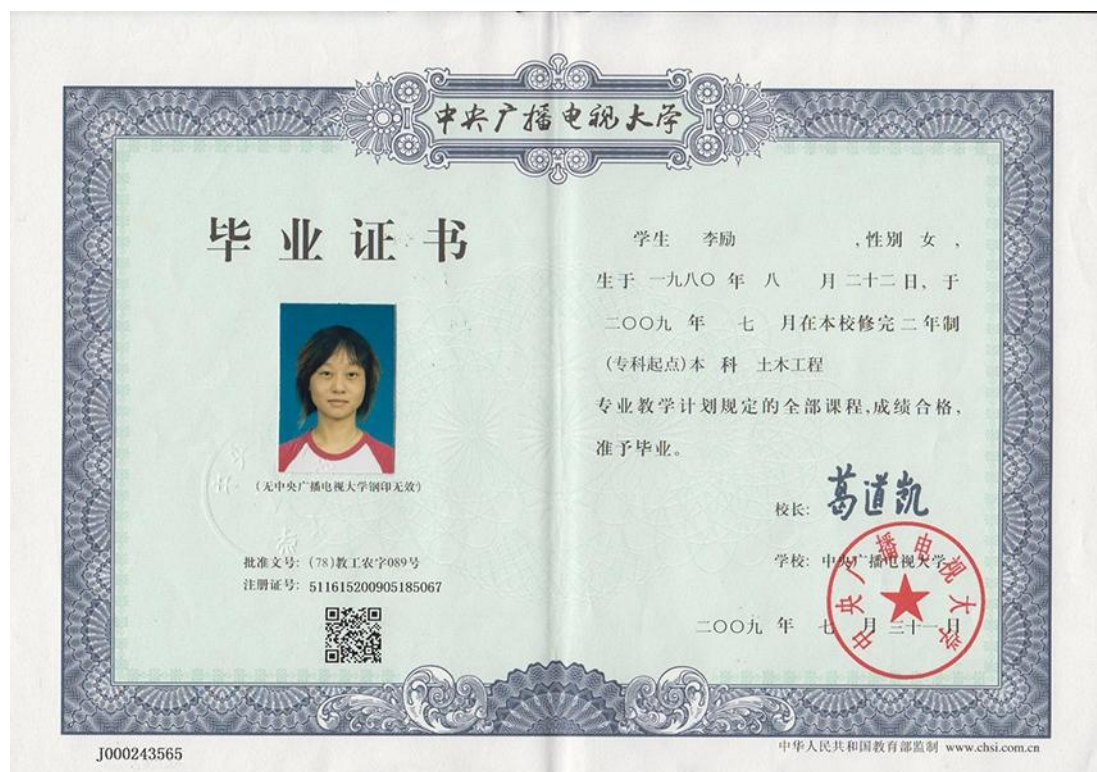 中央广播电视大学
毕业证书
(无中央广播电视大学钢印无效)
批准文号: (78)教工农字089号
注册证号: 511615200905185067
学生 李励 , 性别 女 ,
生于 一九八〇 年 八 月 二十二 日、于
二〇〇九 年 七 月在本校修完 二 年制
(专科起点)本 科 土木工程
专业教学计划规定的全部课程,成绩合格,
准予毕业。
校长: 葛道凯
学校: 中央广播电视大学
中央广播电视大学
二〇〇九 年 七 月 三十一 日
J000243565
中华人民共和国教育部监制 www.chsi.com.cn